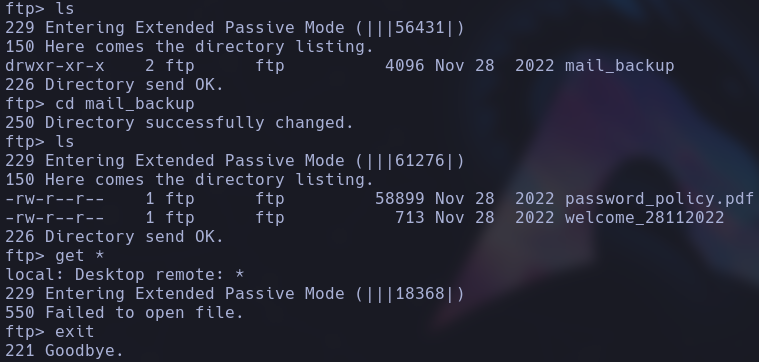 ftp> ls
229 Entering Extended Passive Mode (|||56431|)
150 Here comes the directory listing.
drwxr-xr-x    2 ftp      ftp          4096 Nov 28  2022 mail_backup
226 Directory send OK.
ftp> cd mail_backup
250 Directory successfully changed.
ftp> ls
229 Entering Extended Passive Mode (|||61276|)
150 Here comes the directory listing.
-rw-r--r--    1 ftp      ftp         58899 Nov 28  2022 password_policy.pdf
-rw-r--r--    1 ftp      ftp           713 Nov 28  2022 welcome_28112022
226 Directory send OK.
ftp> get *
local: Desktop remote: *
229 Entering Extended Passive Mode (|||18368|)
550 Failed to open file.
ftp> exit
221 Goodbye.